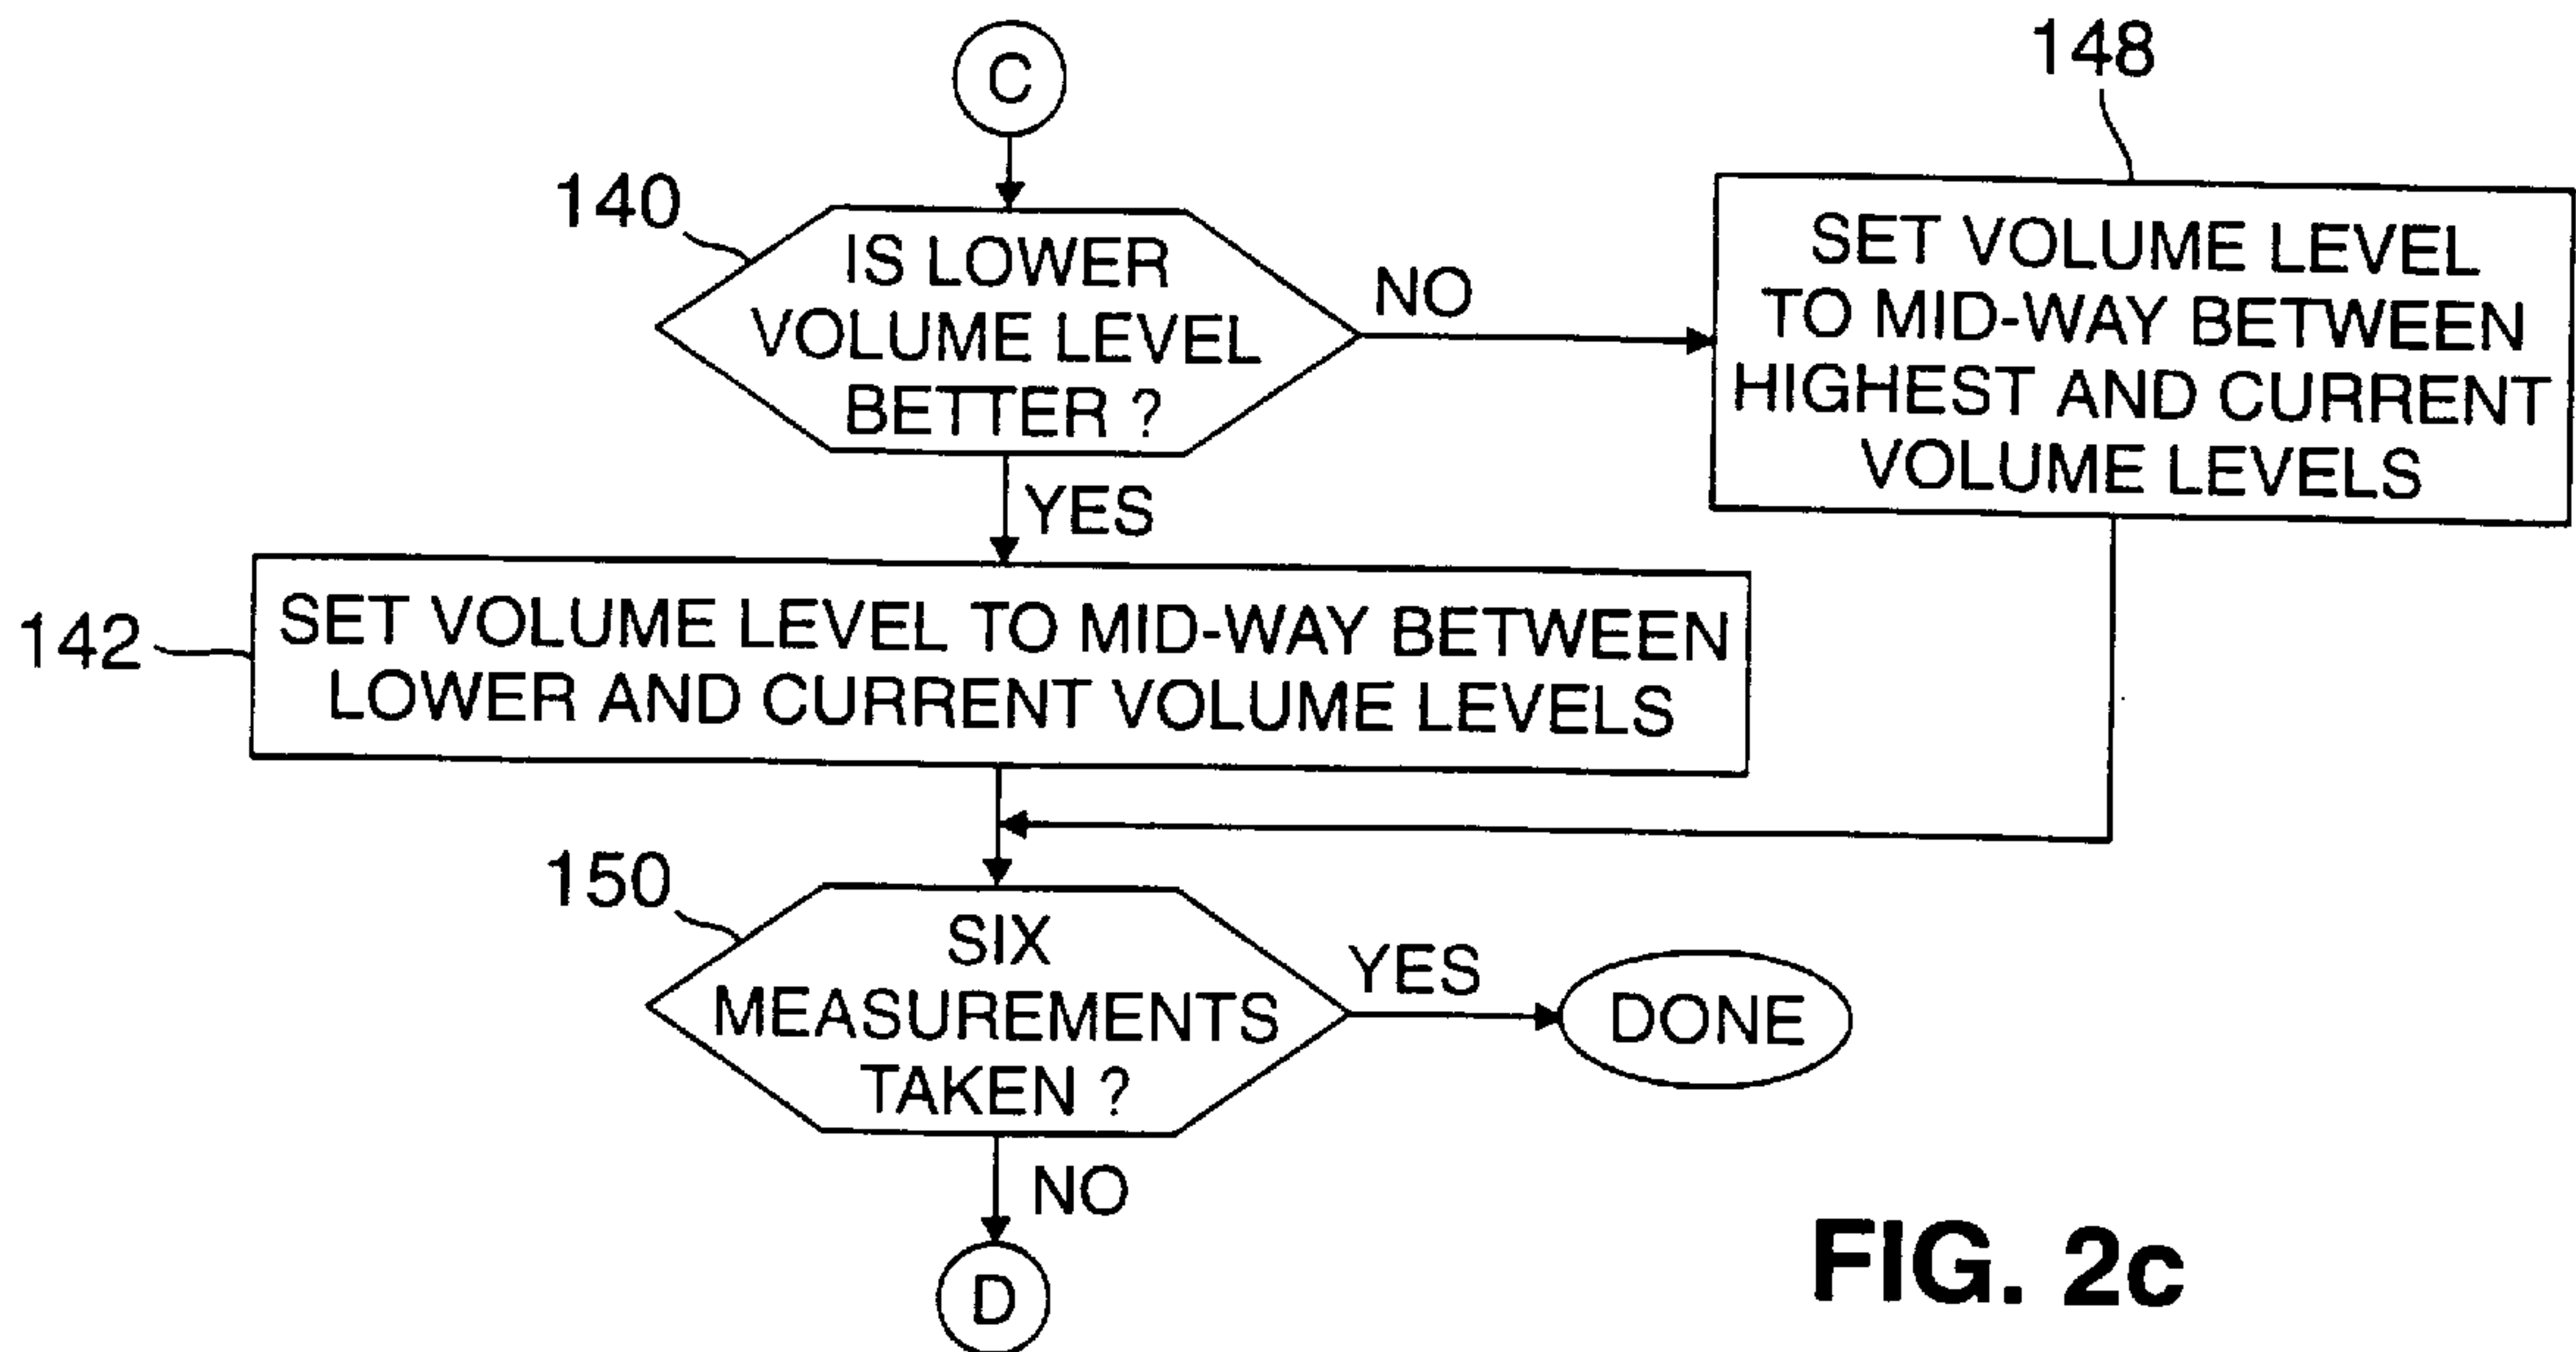 C
140
IS LOWER
VOLUME LEVEL
BETTER ?
NO
148
SET VOLUME LEVEL
TO MID-WAY BETWEEN
HIGHEST AND CURRENT
VOLUME LEVELS
YES
142
SET VOLUME LEVEL TO MID-WAY BETWEEN
LOWER AND CURRENT VOLUME LEVELS
150
SIX
MEASUREMENTS
TAKEN ?
YES
DONE
NO
D
FIG. 2c